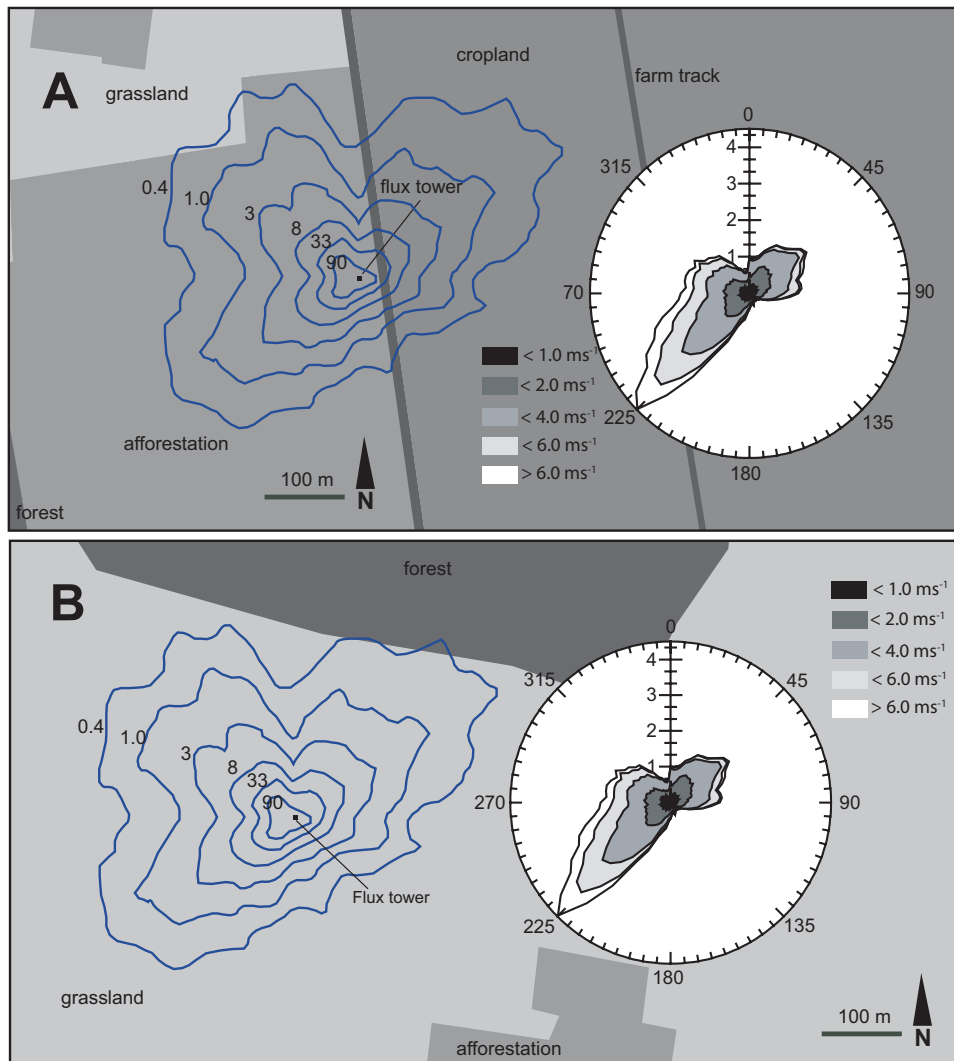 A
grassland
cropland
farm track
0.4
1.0
3
8
33
90
flux tower
0
45
90
135
180
225
70
315
4
3
2
1
< 1.0 ms⁻¹
< 2.0 ms⁻¹
< 4.0 ms⁻¹
< 6.0 ms⁻¹
> 6.0 ms⁻¹
afforestation
100 m
N
forest
B
forest
0.4
1.0
3
8
33
90
Flux tower
0
45
90
135
180
225
270
315
4
3
2
1
< 1.0 ms⁻¹
< 2.0 ms⁻¹
< 4.0 ms⁻¹
< 6.0 ms⁻¹
> 6.0 ms⁻¹
grassland
afforestation
100 m
N